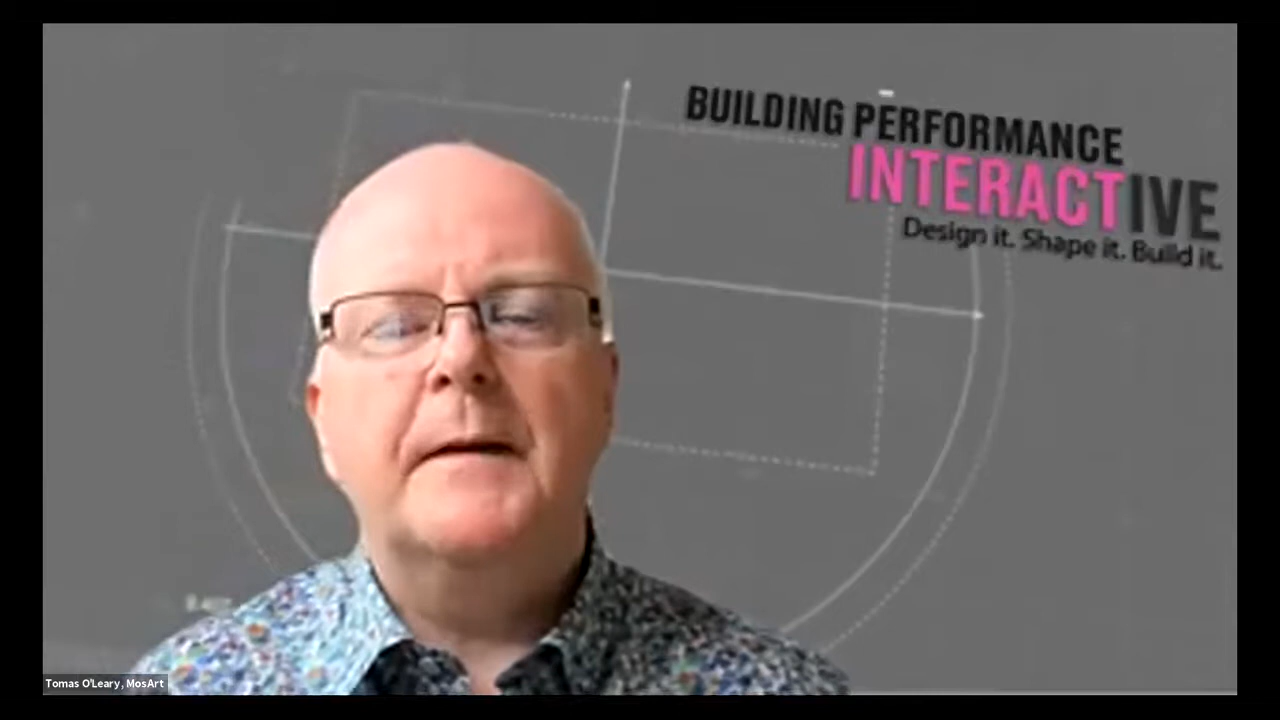 BUILDING PERFORMANCE
INTERACTIVE
Design it. Shape it. Build it.
Tomas O'Leary, MosArt